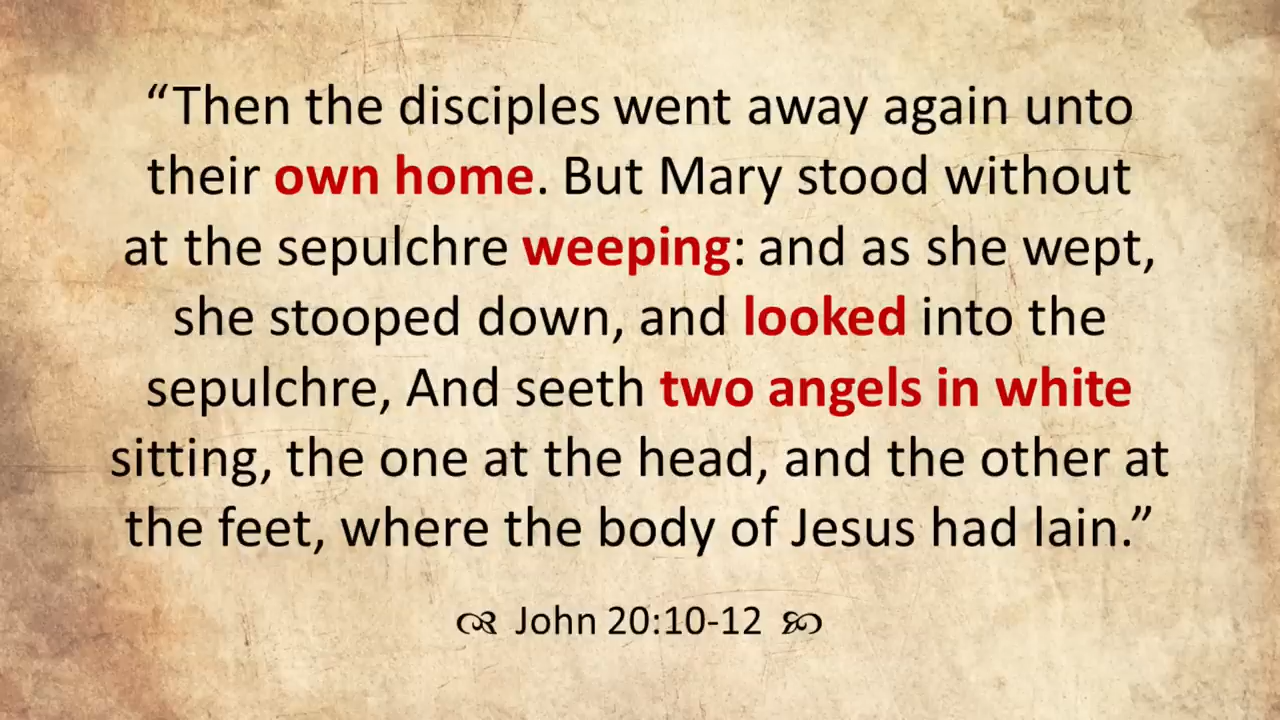 “Then the disciples went away again unto
their own home. But Mary stood without
at the sepulchre weeping: and as she wept,
she stooped down, and looked into the
sepulchre, And seeth two angels in white
sitting, the one at the head, and the other at
the feet, where the body of Jesus had lain.”
John 20:10-12